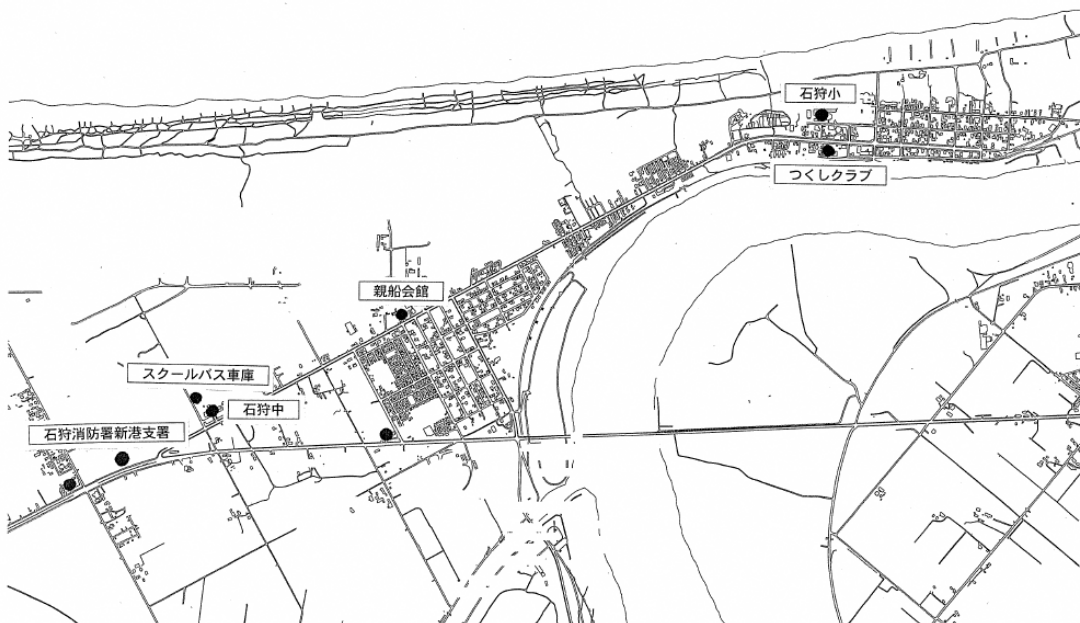 石狩小
つくしクラブ
親船会館
スクールバス車庫
石狩中
石狩消防署新港支署